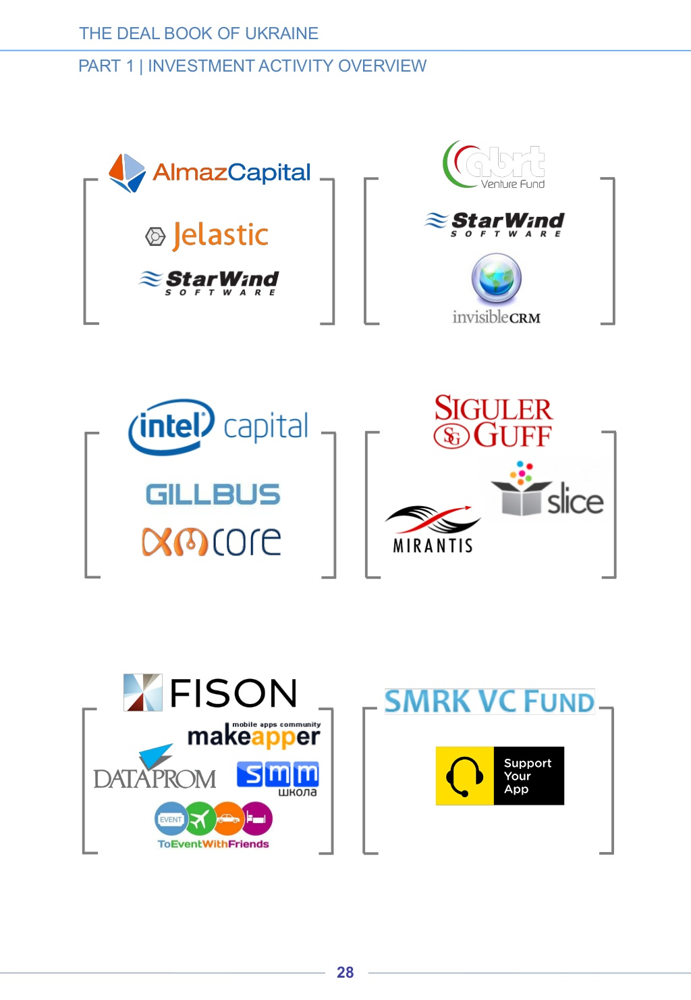 THE DEAL BOOK OF UKRAINE
PART 1 | INVESTMENT ACTIVITY OVERVIEW
AlmazCapital
Jelastic
StarWind
SOFTWARE
abrt
Venture Fund
StarWind
SOFTWARE
invisibleCRM
intel capital
GILLBUS
xmcore
SIGULER
SG GUFF
slice
MIRANTIS
FISON
mobile apps community
makeapper
DATAPROM
smm
школа
EVENT
ToEventWithFriends
SMRK VC FUND
Support
Your
App
28